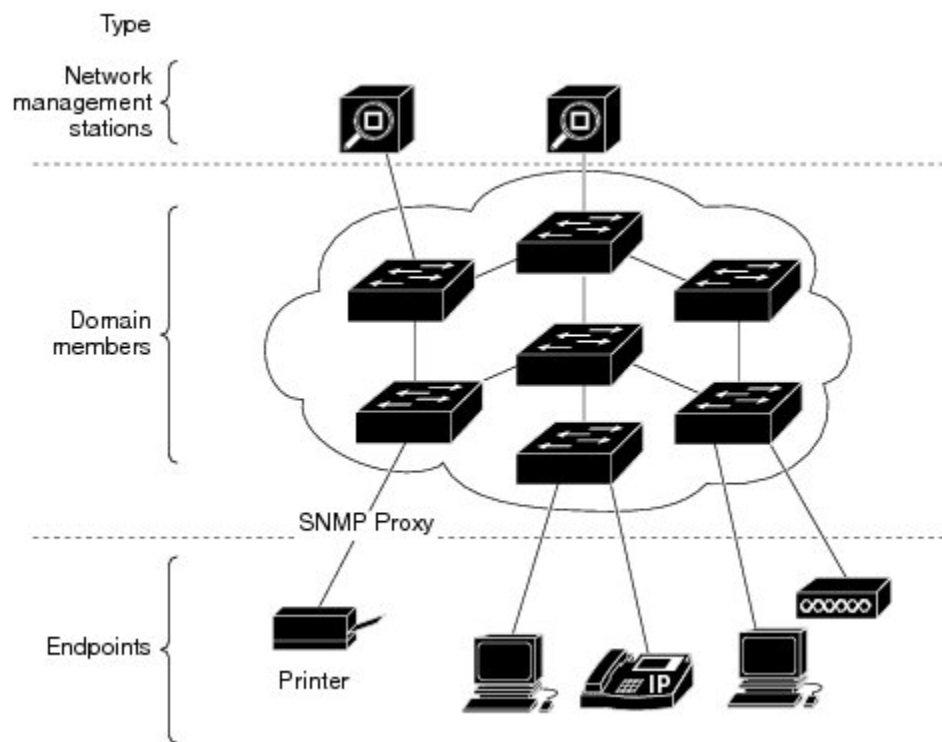 Type
Network
management
stations
Domain
members
SNMP Proxy
Endpoints
Printer
IP